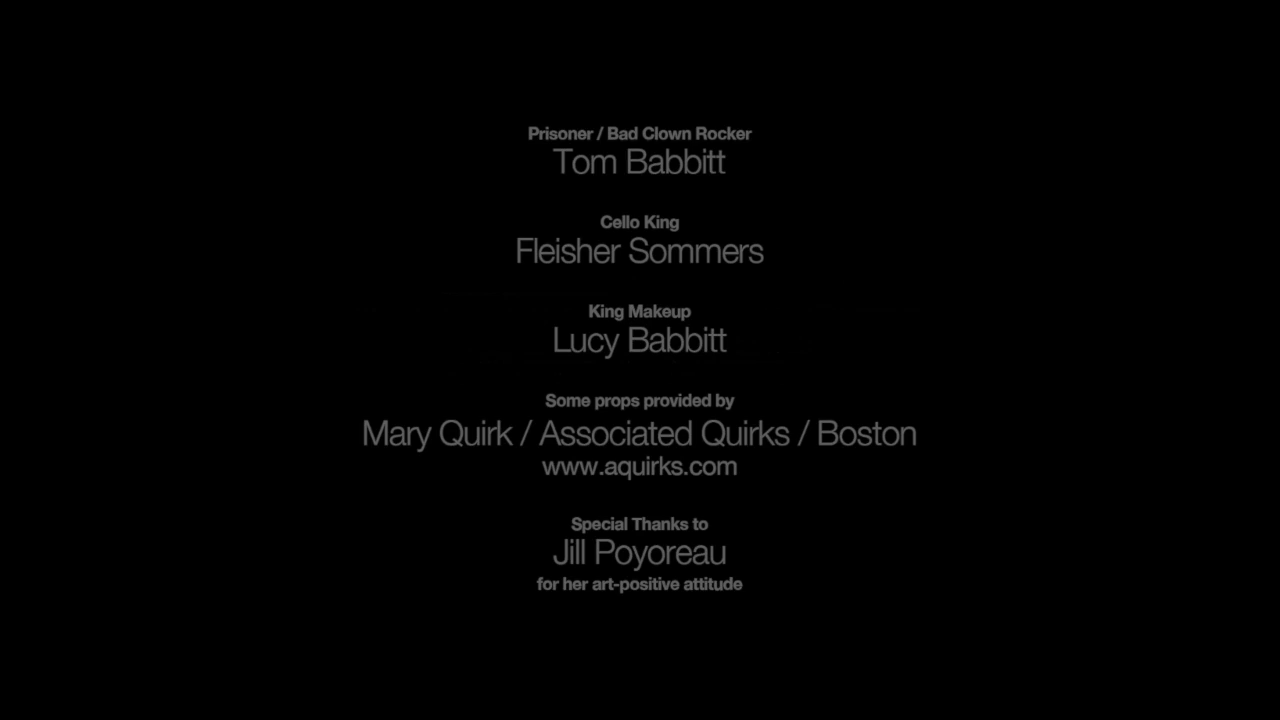 Prisoner / Bad Clown Rocker
Tom Babbitt
Cello King
Fleisher Sommers
King Makeup
Lucy Babbitt
Some props provided by
Mary Quirk / Associated Quirks / Boston
www.aquirks.com
Special Thanks to
Jill Poyoreau
for her art-positive attitude